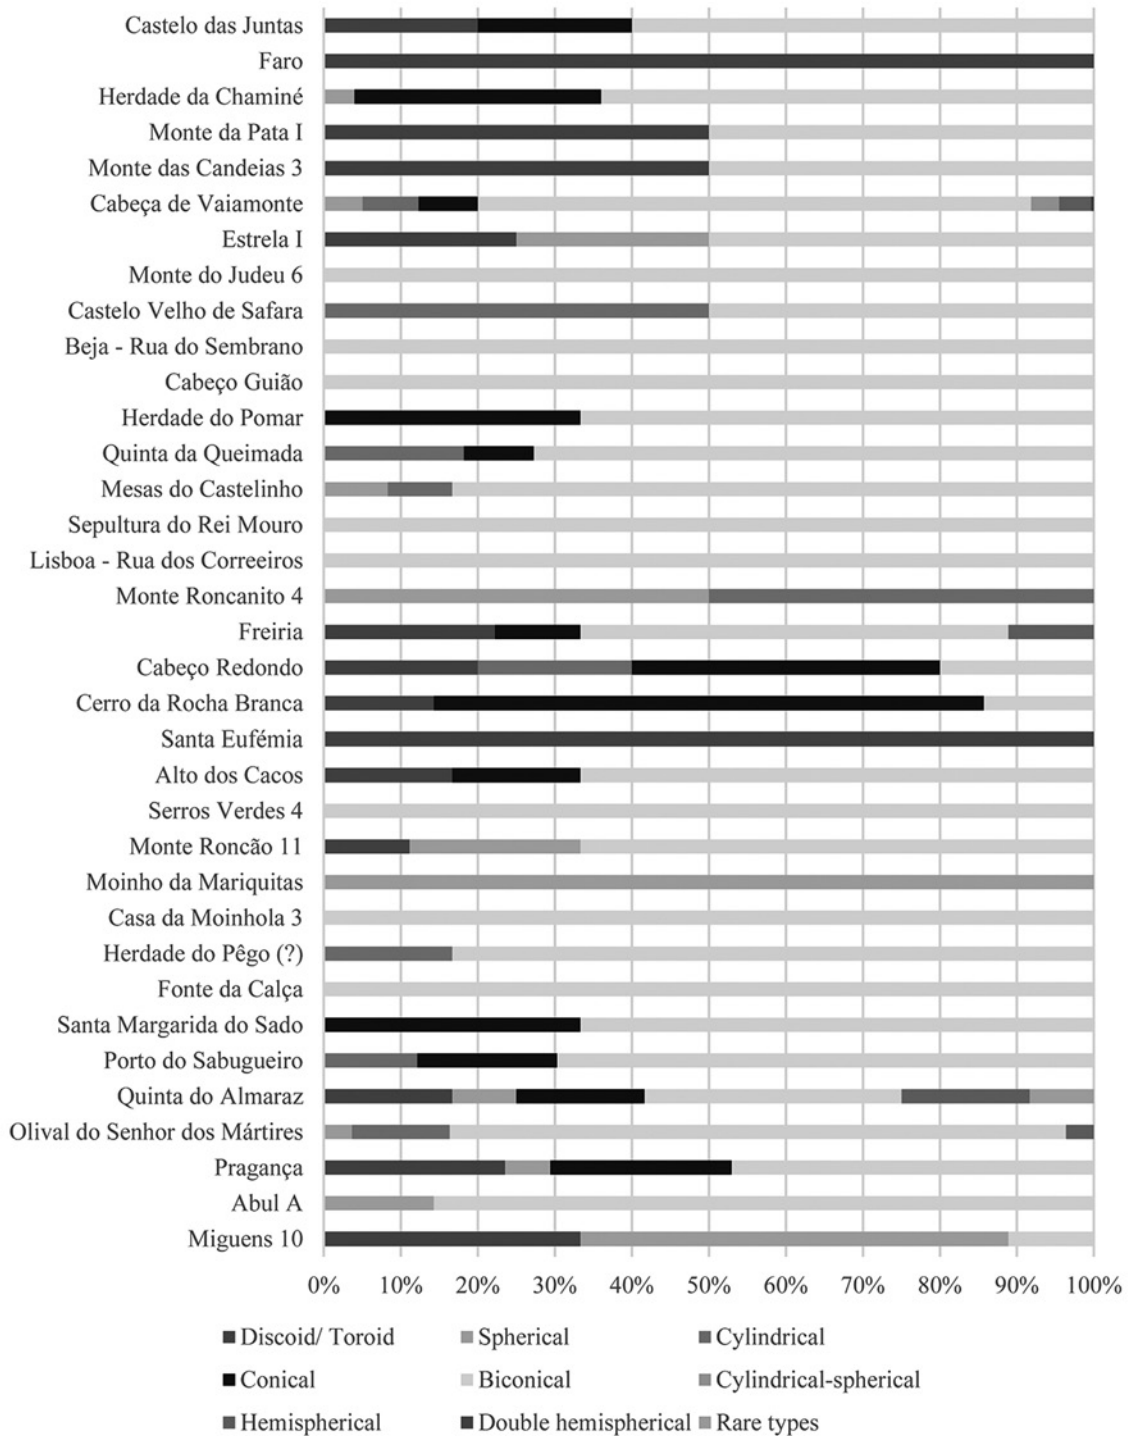 Castelo das Juntas
Faro
Herdade da Chaminé
Monte da Pata I
Monte das Candeias 3
Cabeça de Vaiamonte
Estrela I
Monte do Judeu 6
Castelo Velho de Safara
Beja - Rua do Sembrano
Cabeço Guião
Herdade do Pomar
Quinta da Queimada
Mesas do Castelinho
Sepultura do Rei Mouro
Lisboa - Rua dos Correeiros
Monte Roncanito 4
Freiria
Cabeço Redondo
Cerro da Rocha Branca
Santa Eufémia
Alto dos Cacos
Serros Verdes 4
Monte Roncão 11
Moinho da Mariquitas
Casa da Moinhola 3
Herdade do Pêgo (?)
Fonte da Calça
Santa Margarida do Sado
Porto do Sabugueiro
Quinta do Almaraz
Olival do Senhor dos Mártires
Pragança
Abul A
Miguens 10
0% 10% 20% 30% 40% 50% 60% 70% 80% 90% 100%
Discoid/ Toroid Spherical Cylindrical
Conical Biconical Cylindrical-spherical
Hemispherical Double hemispherical Rare types